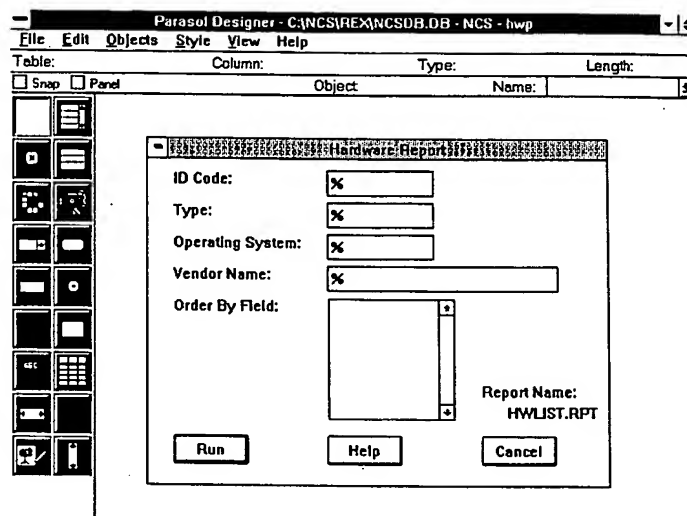 Parasol Designer - C:\NCS\REX\NCSDB.DB - NCS - hwp
File Edit Objects Style View Help
Table: Column: Type: Length:
Snap Panel Object Name:
Hardware Report
ID Code: %
Type: %
Operating System: %
Vendor Name: %
Order By Field:
Report Name:
HWLIST.RPT
Run Help Cancel